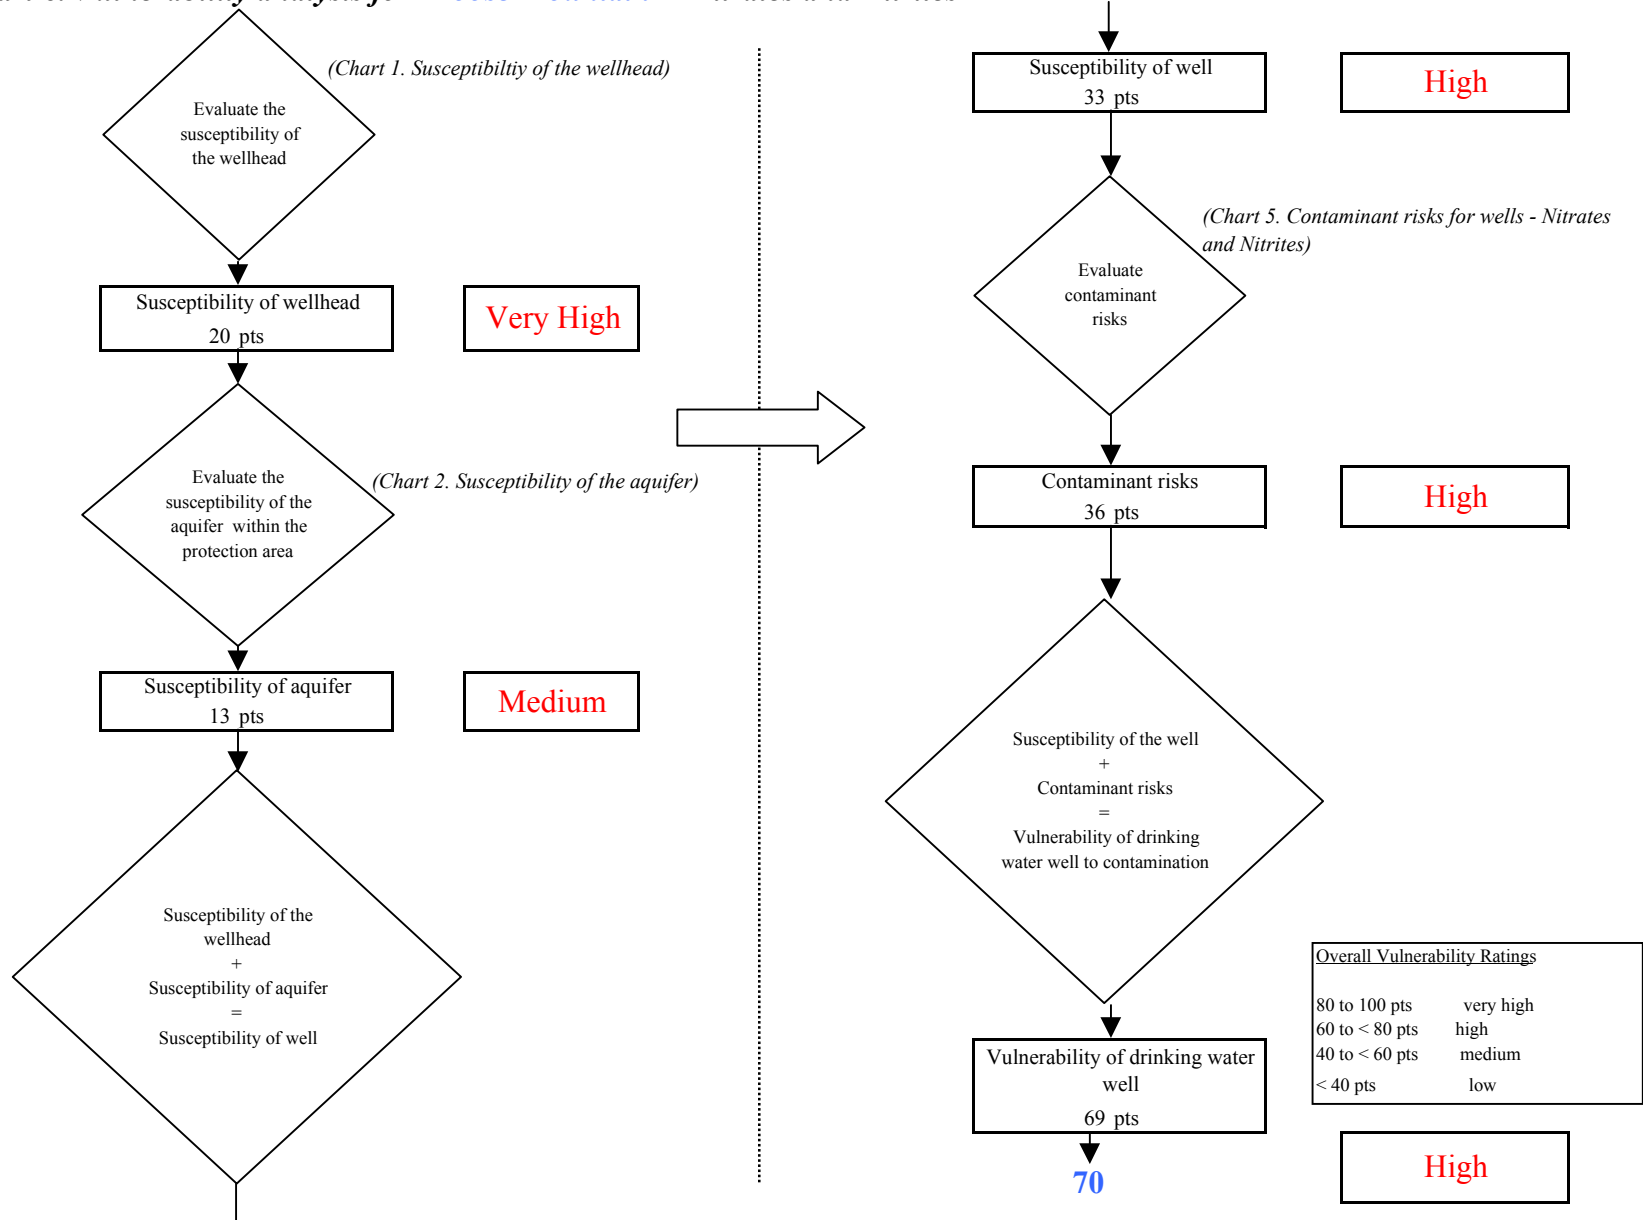 (Chart 1. Susceptibiltiy of the wellhead)
Evaluate the
susceptibility of
the wellhead
Susceptibility of wellhead
20 pts
Very High
(Chart 2. Susceptibility of the aquifer)
Evaluate the
susceptibility of the
aquifer within the
protection area
Susceptibility of aquifer
13 pts
Medium
Susceptibility of the
wellhead
+
Susceptibility of aquifer
=
Susceptibility of well
Susceptibility of well
33 pts
High
(Chart 5. Contaminant risks for wells - Nitrates
and Nitrites)
Evaluate
contaminant
risks
Contaminant risks
36 pts
High
Susceptibility of the well
+
Contaminant risks
=
Vulnerability of drinking
water well to contamination
Overall Vulnerability Ratings
80 to 100 pts very high
60 to < 80 pts high
40 to < 60 pts medium
< 40 pts low
Vulnerability of drinking water
well
69 pts
70
High